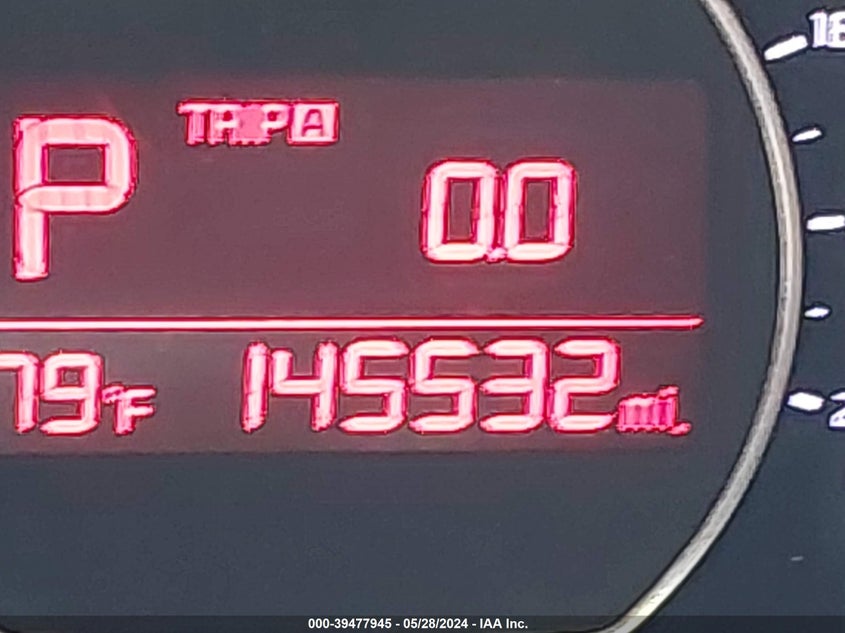 P TRIP A
0.0
79°F 145532 mi
000-39477945 - 05/28/2024 - IAA Inc.